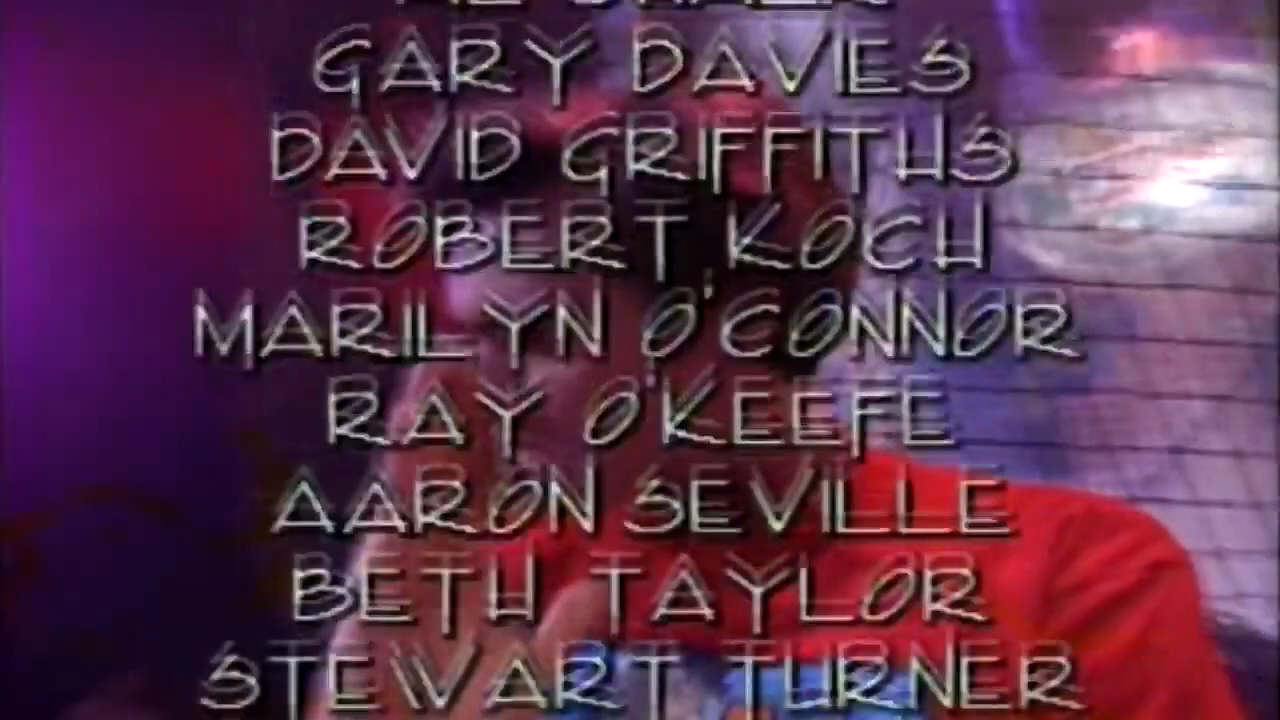 GARY DAVIES
DAVID GRIFFITHS
ROBERT KOCH
MARILYN O'CONNOR
RAY O'KEEFE
AARON SEVILLE
BETH TAYLOR
STEWART TURNER